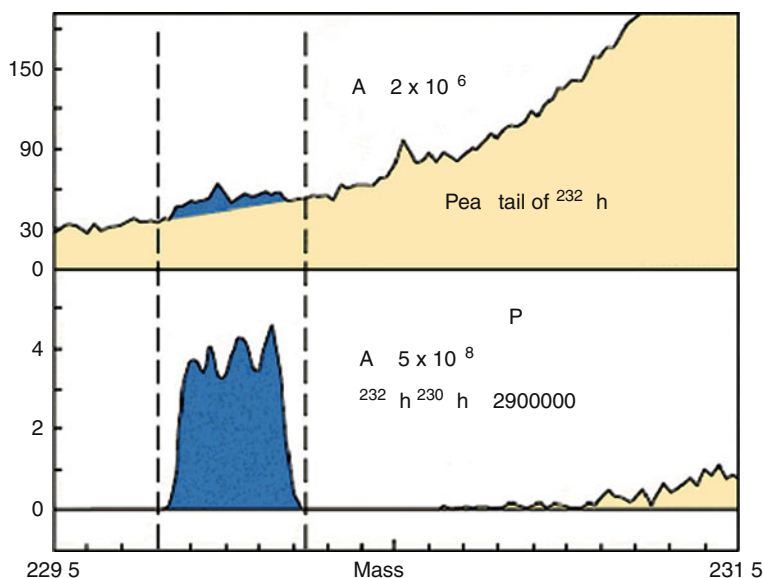 150
A 2 x 10 6
90
Pea tail of 232 h
30
0
P
4
A 5 x 10 8
232 h 230 h 2900000
2
0
229 5 Mass 231 5